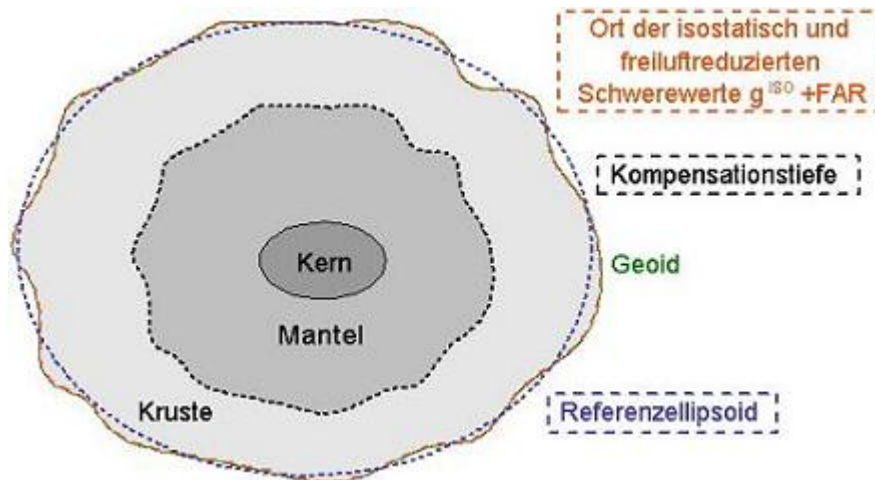 Ort der isostatisch und
freiluftreduzierten
Schwerewerte g ISO +FAR
Kompensationstiefe
Kern
Geoid
Mantel
Kruste
Referenzellipsoid